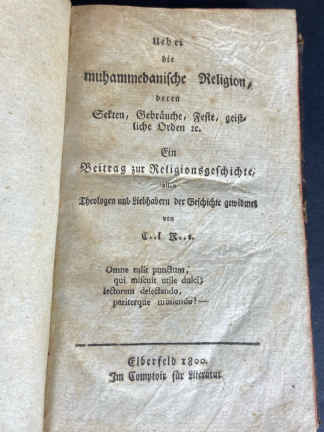 Ueber
die
muhammedanische Religion,
deren
Sekten, Gebräuche, Feste, geist-
liche Orden ꝛc.
Ein
Beitrag zur Religionsgeschichte,
allen
Theologen und Liebhabern der Geschichte gewidmet
von
C..l R..s.
Omne tulit punctum,
qui miscuit utile dulci,
lectorem delectando,
pariterque monendo! —
Elberfeld 1800.
Im Comptoir für Literatur.